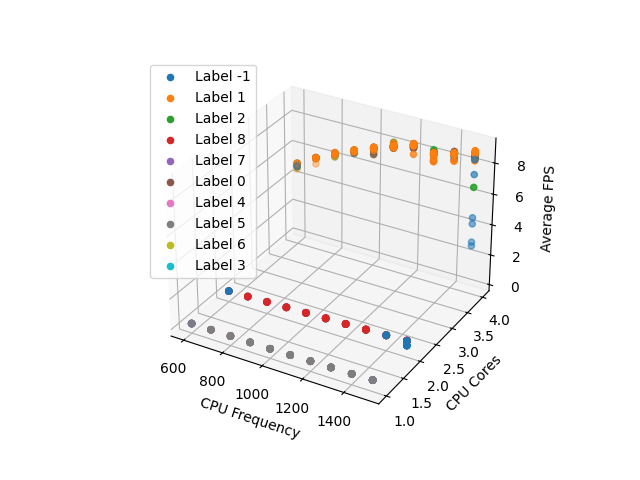 Label -1
Label 1
Label 2
Label 8
Label 7
Label 0
Label 4
Label 5
Label 6
Label 3
8
6
4
2
0
Average FPS
4.0
3.5
3.0
2.5
2.0
1.5
1.0
CPU Cores
600
800
1000
1200
1400
CPU Frequency